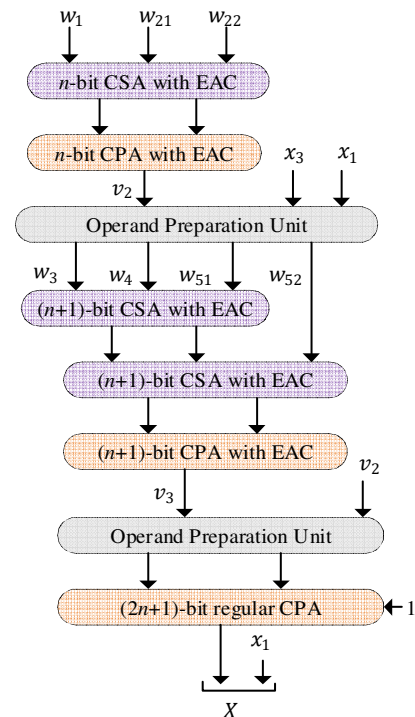 w₁ w₂₁ w₂₂
n-bit CSA with EAC
n-bit CPA with EAC
v₂ x₃ x₁
Operand Preparation Unit
w₃ w₄ w₅₁ w₅₂
(n+1)-bit CSA with EAC
(n+1)-bit CSA with EAC
(n+1)-bit CPA with EAC
v₃ v₂
Operand Preparation Unit
(2n+1)-bit regular CPA 1
x₁
X